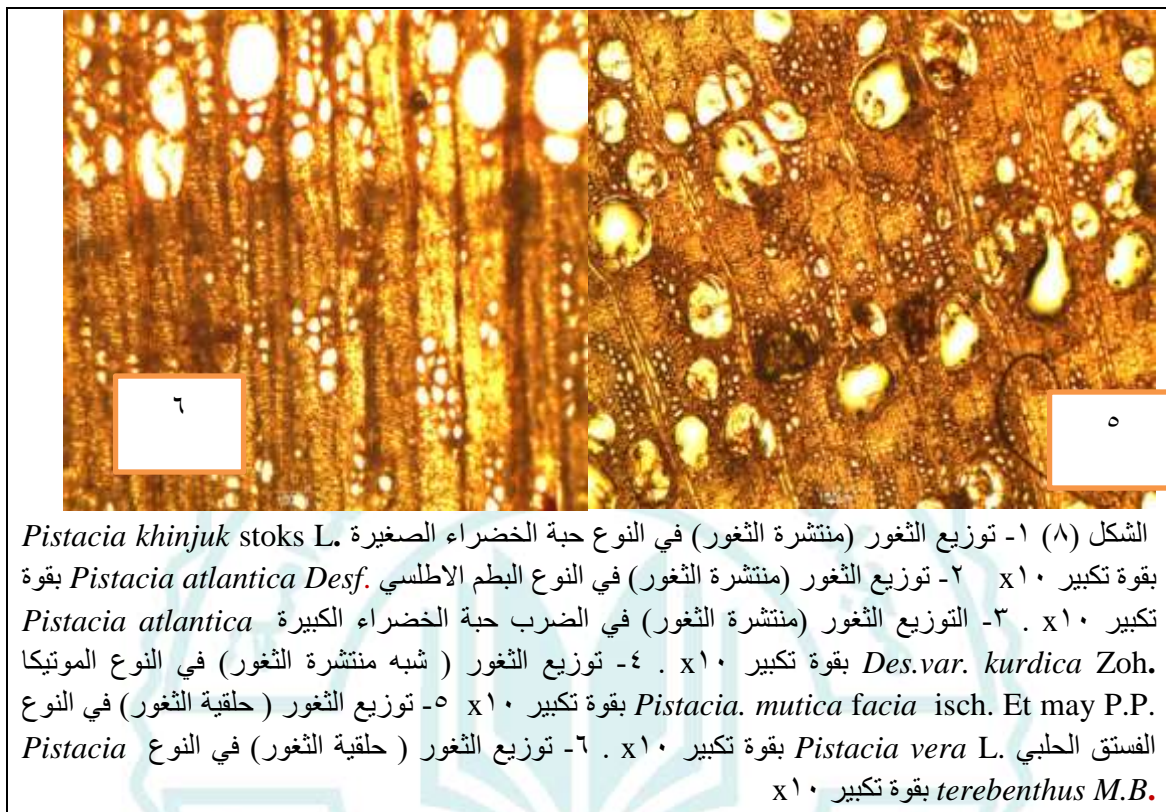 ٦
٥
الشكل (٨) ١- توزيع الثغور (منتشرة الثغور) في النوع حبة الخضراء الصغيرة Pistacia khinjuk stoks L.
بقوة تكبير x١٠ ٢- توزيع الثغور (منتشرة الثغور) في النوع البطم الاطلسي Pistacia atlantica Desf. بقوة
تكبير x١٠ . ٣- التوزيع الثغور (منتشرة الثغور) في الضرب حبة الخضراء الكبيرة Pistacia atlantica
Des.var. kurdica Zoh. بقوة تكبير x١٠ . ٤- توزيع الثغور ( شبه منتشرة الثغور) في النوع الموتيكا
Pistacia. mutica facia isch. Et may P.P. بقوة تكبير x١٠ ٥- توزيع الثغور ( حلقية الثغور) في النوع
الفستق الحلبي Pistacia vera L. بقوة تكبير x١٠ . ٦- توزيع الثغور ( حلقية الثغور) في النوع Pistacia
terebenthus M.B. بقوة تكبير x١٠